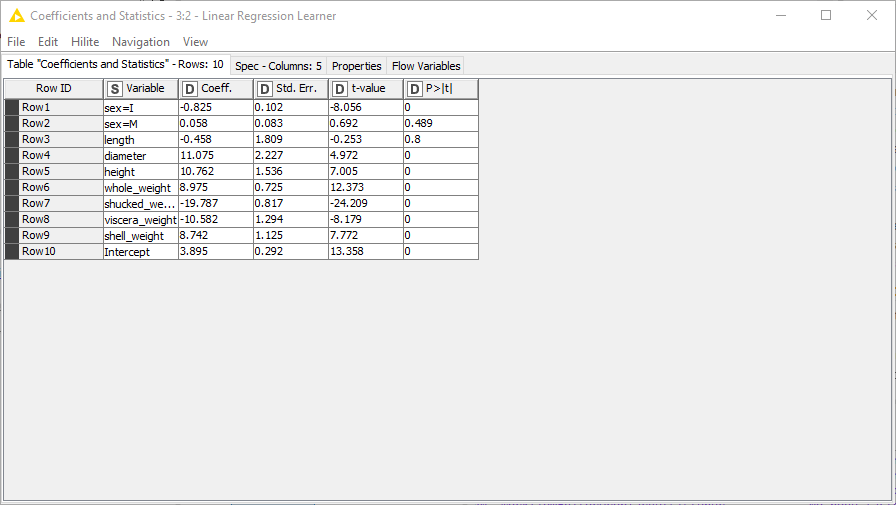 Coefficients and Statistics - 3:2 - Linear Regression Learner
File Edit Hilite Navigation View
Table "Coefficients and Statistics" - Rows: 10 Spec - Columns: 5 Properties Flow Variables
Row ID S Variable D Coeff. D Std. Err. D t-value D P>|t|
Row1 sex=I -0.825 0.102 -8.056 0
Row2 sex=M 0.058 0.083 0.692 0.489
Row3 length -0.458 1.809 -0.253 0.8
Row4 diameter 11.075 2.227 4.972 0
Row5 height 10.762 1.536 7.005 0
Row6 whole_weight 8.975 0.725 12.373 0
Row7 shucked_we... -19.787 0.817 -24.209 0
Row8 viscera_weight -10.582 1.294 -8.179 0
Row9 shell_weight 8.742 1.125 7.772 0
Row10 Intercept 3.895 0.292 13.358 0